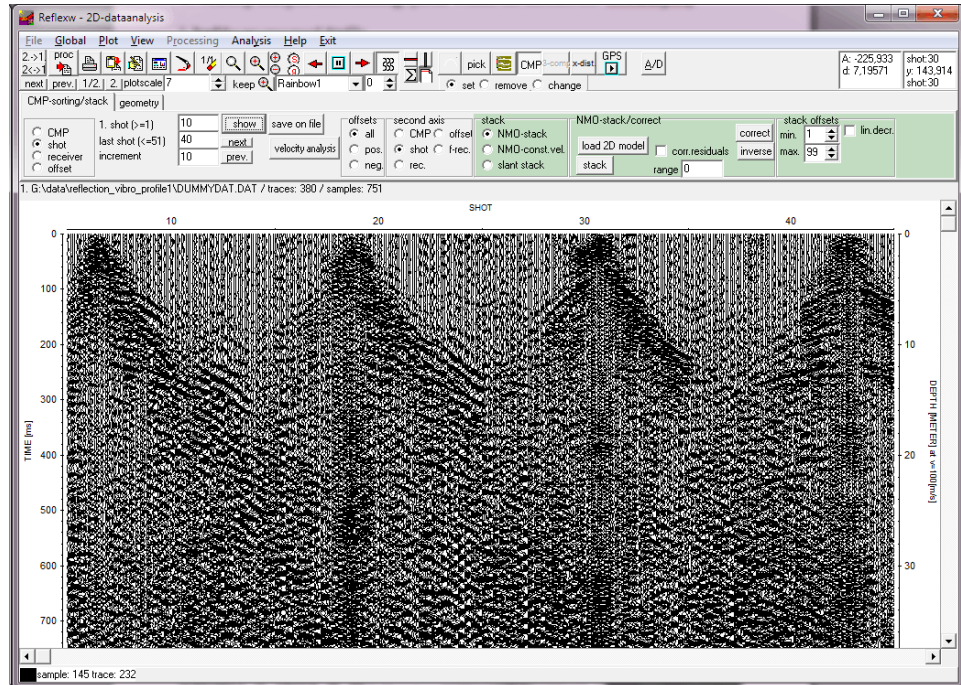 Reflexw - 2D-dataanalysis
File Global Plot View Processing Analysis Help Exit
2.->1 proc 1/2 pick CMP 3-comp x-dist. GPS A/D
2<->1
next prev. 1/2. 2. plotscale 7 keep Rainbow1 0 set remove change
A: -225,933 shot:30
d: 7,19571 y: 143,914
shot:30
CMP-sorting/stack geometry
CMP
shot
receiver
offset
1. shot (>=1) 10 show save on file
last shot (<=51) 40 next velocity analysis
increment 10 prev.
offsets
all
pos.
neg.
second axis
CMP offset
shot f-rec.
rec.
stack
NMO-stack
NMO-const.vel.
slant stack
NMO-stack/correct
load 2D model corr.residuals correct
inverse
stack range 0
stack offsets
min. 1 lin.decr.
max. 99
1. G:\data\reflection_vibro_profile1\DUMMYDAT.DAT / traces: 380 / samples: 751
SHOT
10 20 30 40
0
100
200
300
400
500
600
700
TIME [ms]
0
10
20
30
DEPTH [METER] at v=1000[m/s]
sample: 145 trace: 232